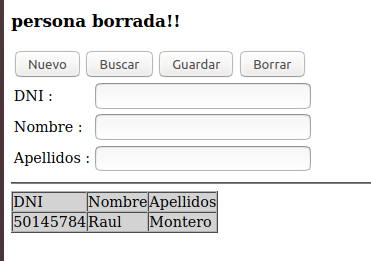 persona borrada!!
Nuevo Buscar Guardar Borrar
DNI :
Nombre :
Apellidos :
DNI Nombre Apellidos
50145784 Raul Montero